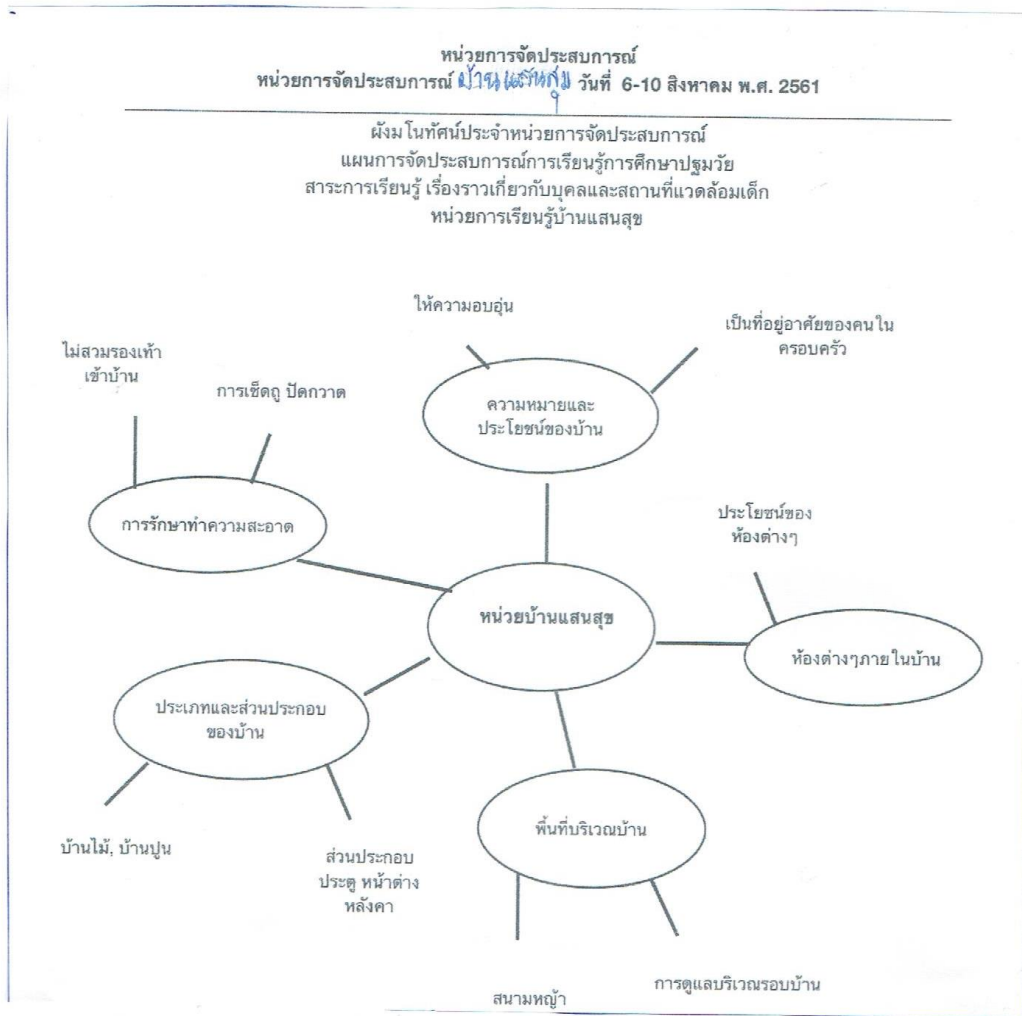 หน่วยการจัดประสบการณ์
หน่วยการจัดประสบการณ์ บ้านแสนสุข วันที่ 6-10 สิงหาคม พ.ศ. 2561
ผังมโนทัศน์ประจำหน่วยการจัดประสบการณ์
แผนการจัดประสบการณ์การเรียนรู้การศึกษาปฐมวัย
สาระการเรียนรู้ เรื่องราวเกี่ยวกับบุคลและสถานที่แวดล้อมเด็ก
หน่วยการเรียนรู้บ้านแสนสุข
ให้ความอบอุ่น
เป็นที่อยู่อาศัยของคนใน
ครอบครัว
ไม่สวมรองเท้า
เข้าบ้าน
การเช็ดถู ปัดกวาด
ความหมายและ
ประโยชน์ของบ้าน
การรักษาทำความสะอาด
ประโยชน์ของ
ห้องต่างๆ
หน่วยบ้านแสนสุข
ห้องต่างๆภายในบ้าน
ประเภทและส่วนประกอบ
ของบ้าน
พื้นที่บริเวณบ้าน
บ้านไม้, บ้านปูน
ส่วนประกอบ
ประตู หน้าต่าง
หลังคา
สนามหญ้า
การดูแลบริเวณรอบบ้าน